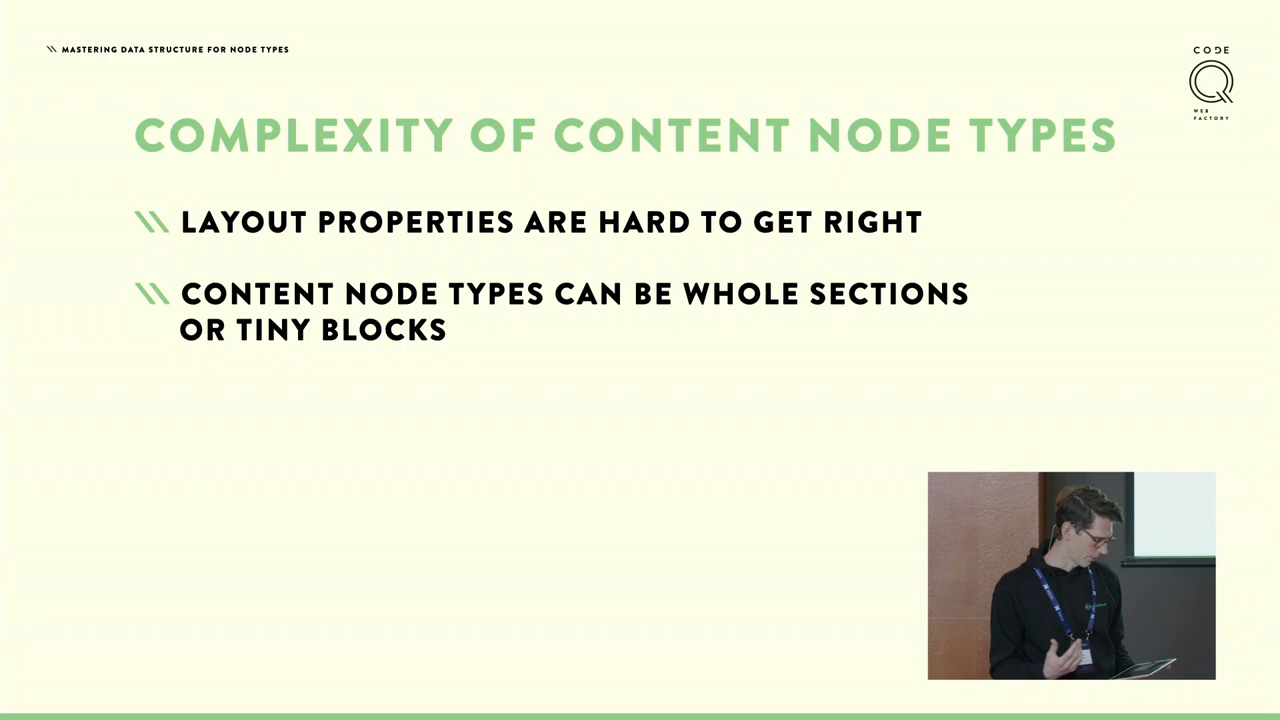 MASTERING DATA STRUCTURE FOR NODE TYPES
CODE
Q
WEB
FACTORY
COMPLEXITY OF CONTENT NODE TYPES
LAYOUT PROPERTIES ARE HARD TO GET RIGHT
CONTENT NODE TYPES CAN BE WHOLE SECTIONS
OR TINY BLOCKS